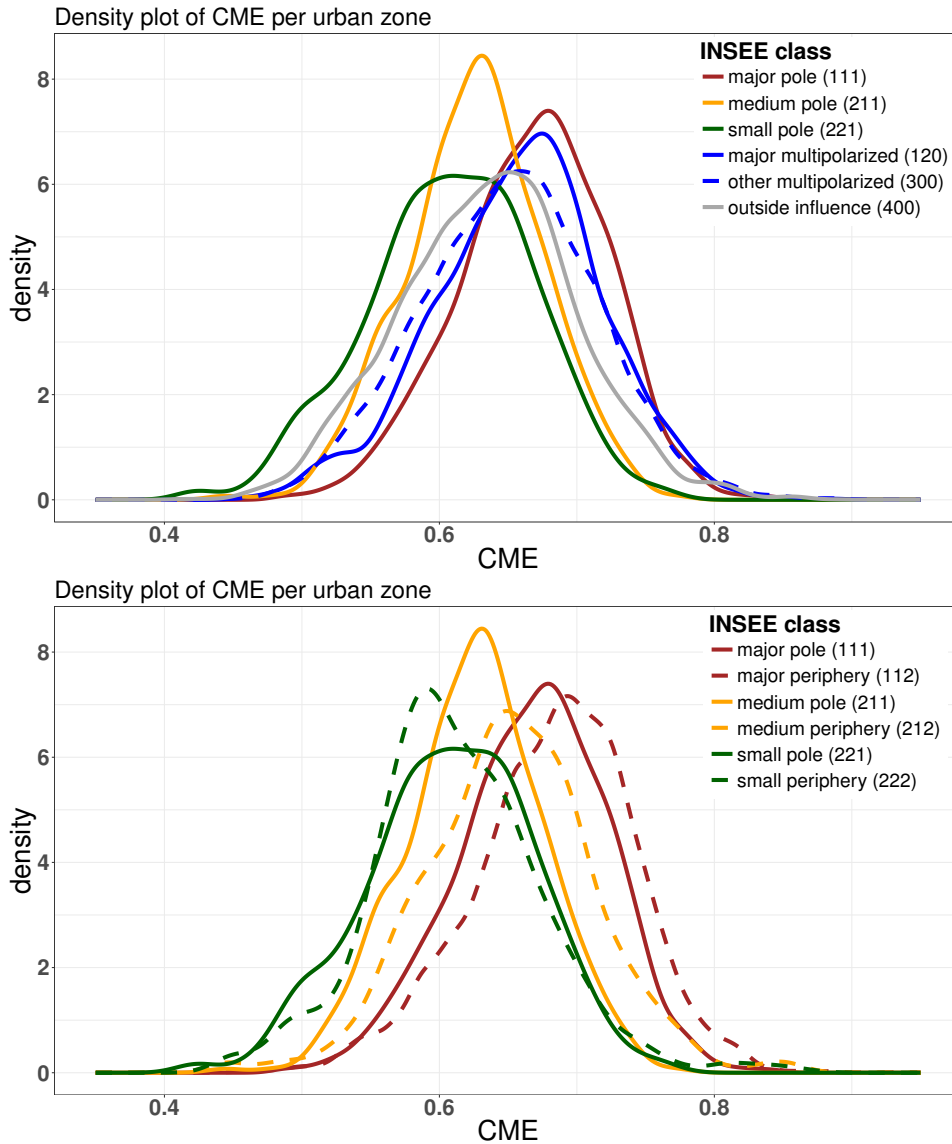 Density plot of CME per urban zone
INSEE class
major pole (111)
medium pole (211)
small pole (221)
major multipolarized (120)
other multipolarized (300)
outside influence (400)
density
8
6
4
2
0
0.4
0.6
0.8
CME
Density plot of CME per urban zone
INSEE class
major pole (111)
major periphery (112)
medium pole (211)
medium periphery (212)
small pole (221)
small periphery (222)
density
8
6
4
2
0
0.4
0.6
0.8
CME